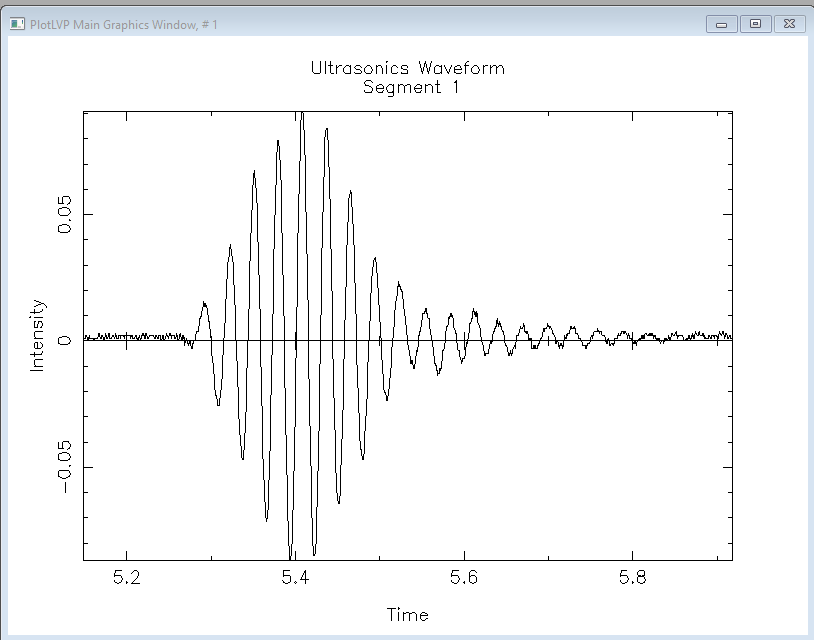 PlotLVP Main Graphics Window, # 1
Ultrasonics Waveform
Segment 1
Intensity
0.05
0
−0.05
5.2 5.4 5.6 5.8
Time